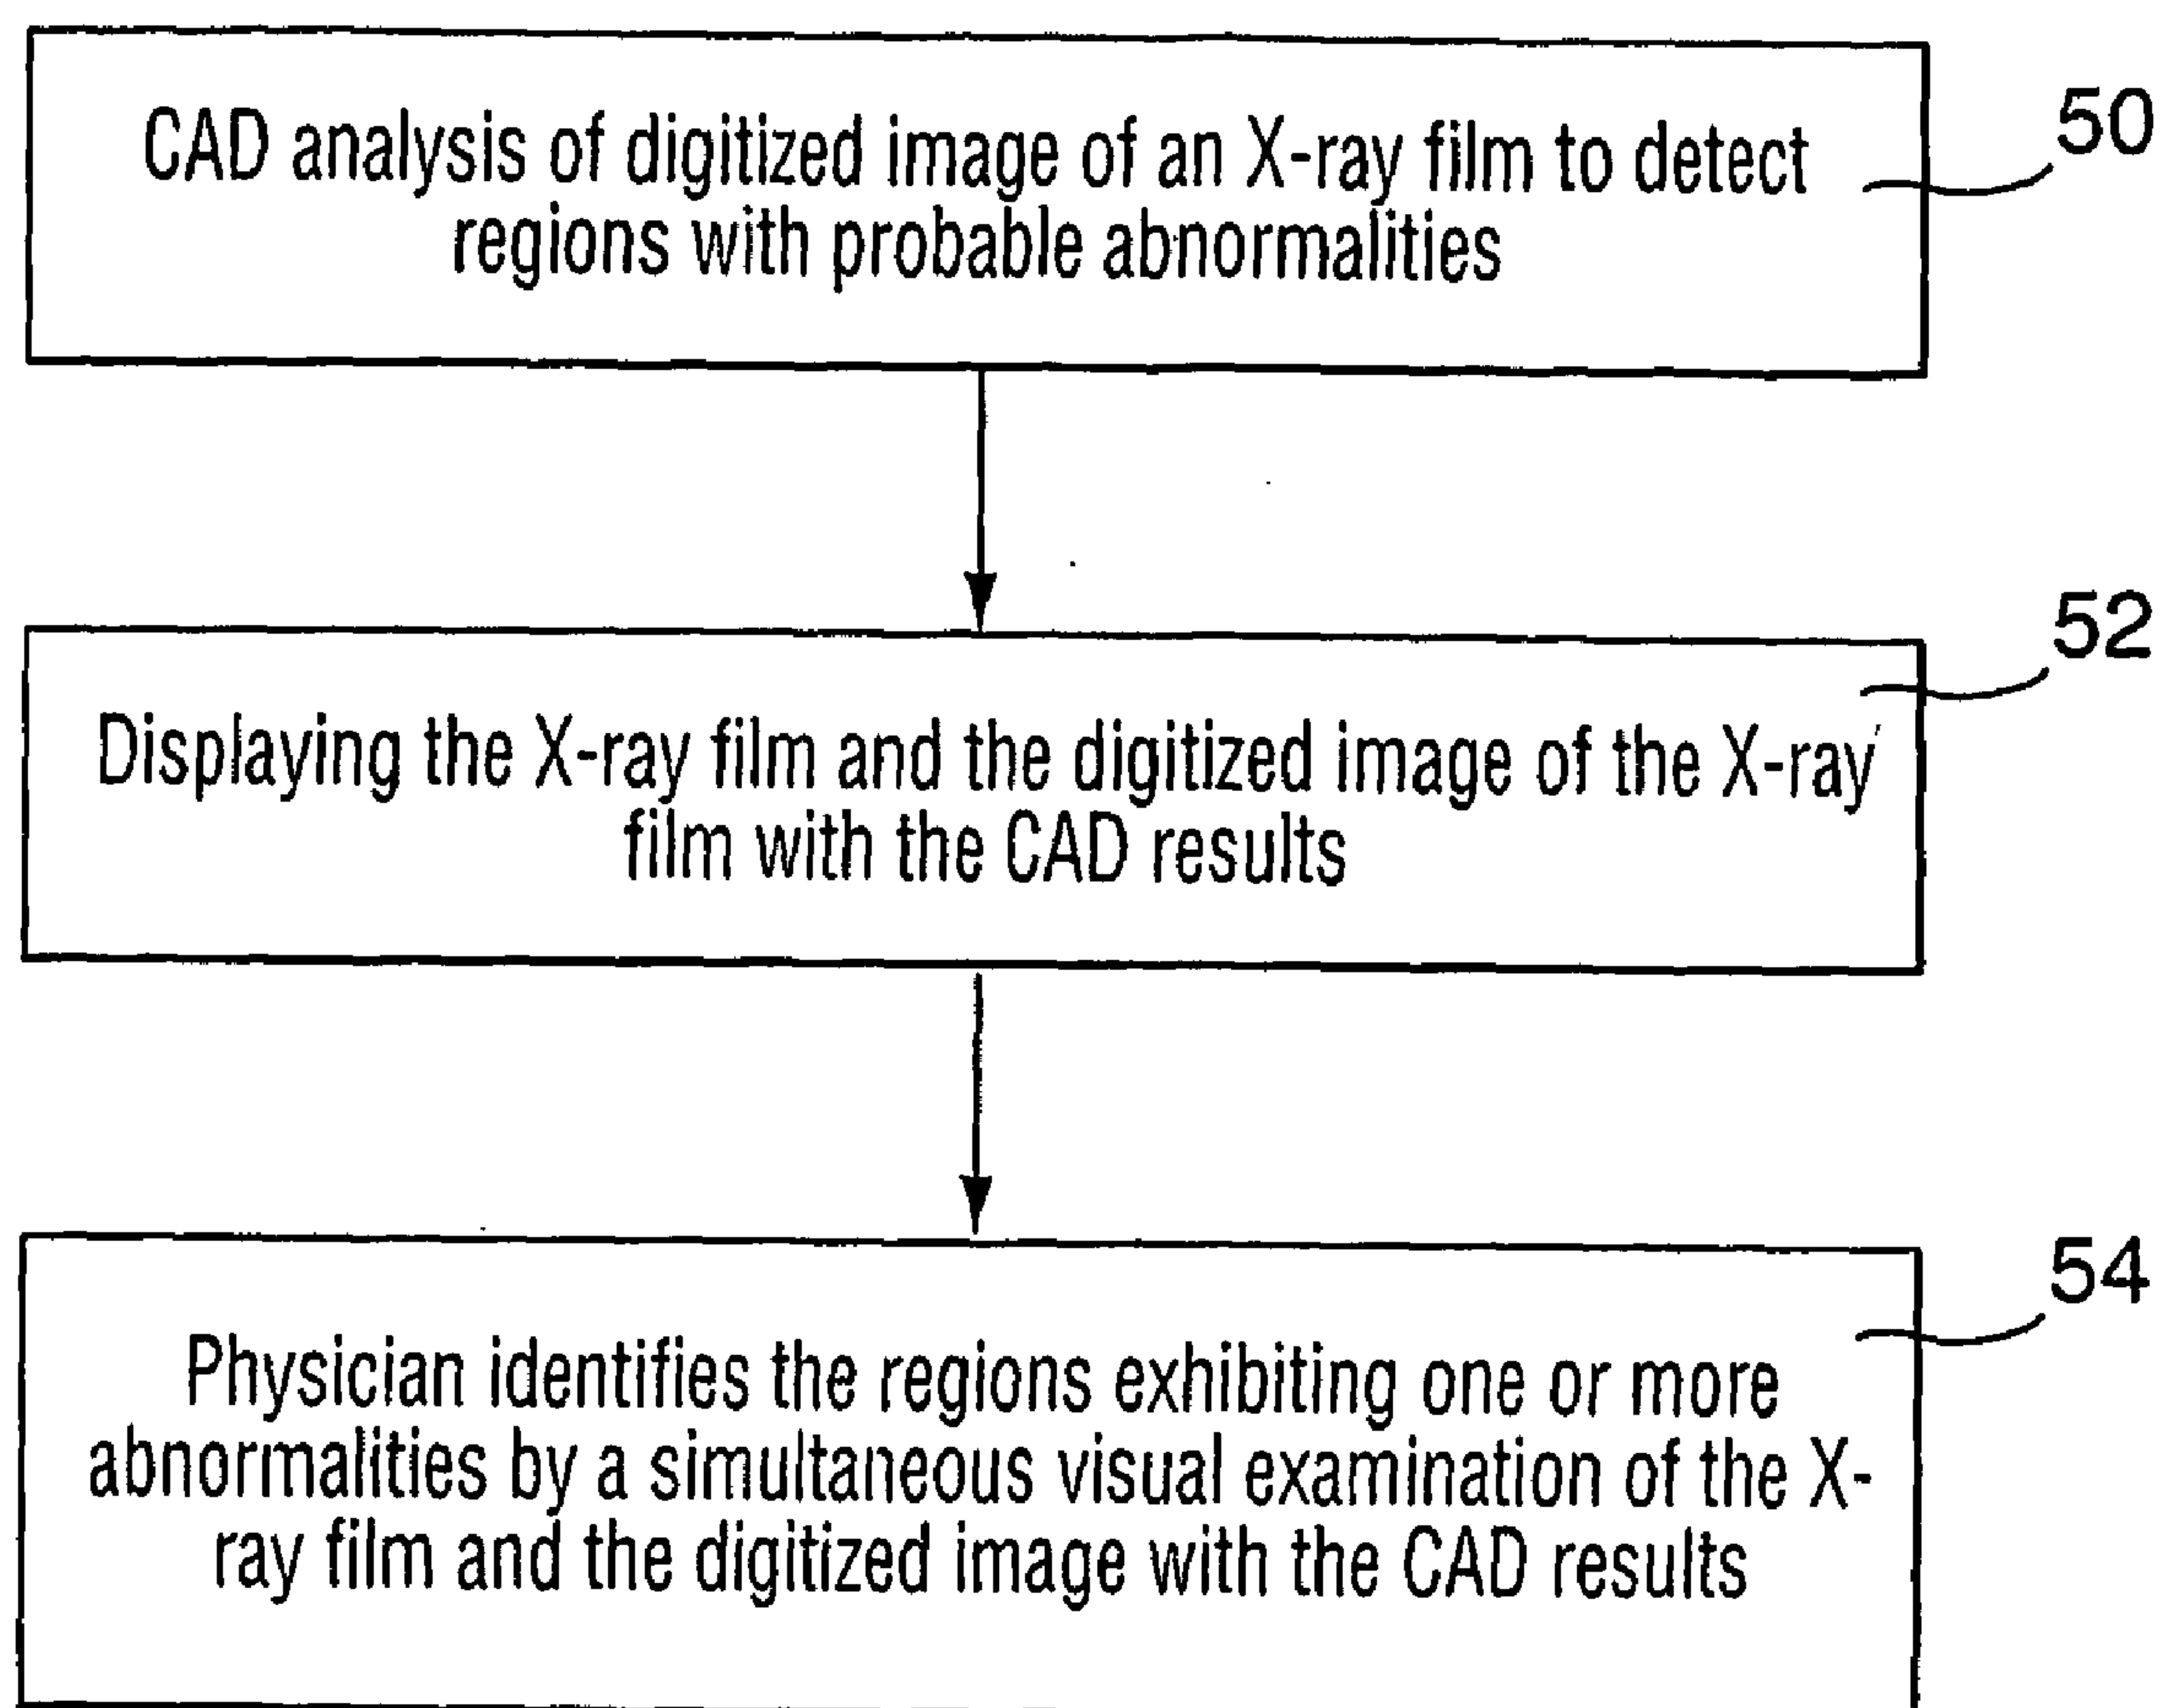 CAD analysis of digitized image of an X-ray film to detect
regions with probable abnormalities
50
Displaying the X-ray film and the digitized image of the X-ray
film with the CAD results
52
Physician identifies the regions exhibiting one or more
abnormalities by a simultaneous visual examination of the X-
ray film and the digitized image with the CAD results
54